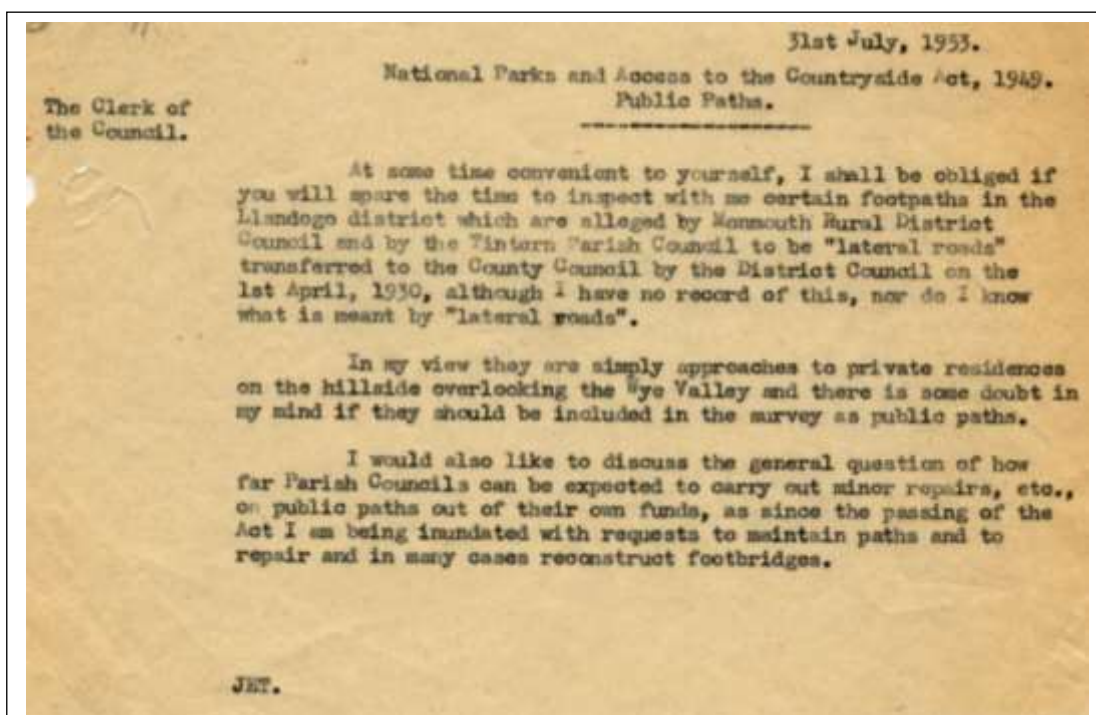 31st July, 1953.
National Parks and Access to the Countryside Act, 1949.
Public Paths.
The Clerk of
the Council.
At some time convenient to yourself, I shall be obliged if
you will spare the time to inspect with me certain footpaths in the
Llandogo district which are alleged by Monmouth Rural District
Council and by the Tintern Parish Council to be "lateral roads"
transferred to the County Council by the District Council on the
1st April, 1930, although I have no record of this, nor do I know
what is meant by "lateral roads".
In my view they are simply approaches to private residences
on the hillside overlooking the Wye Valley and there is some doubt in
my mind if they should be included in the survey as public paths.
I would also like to discuss the general question of how
far Parish Councils can be expected to carry out minor repairs, etc.,
on public paths out of their own funds, as since the passing of the
Act I am being inundated with requests to maintain paths and to
repair and in many cases reconstruct footbridges.
JET.